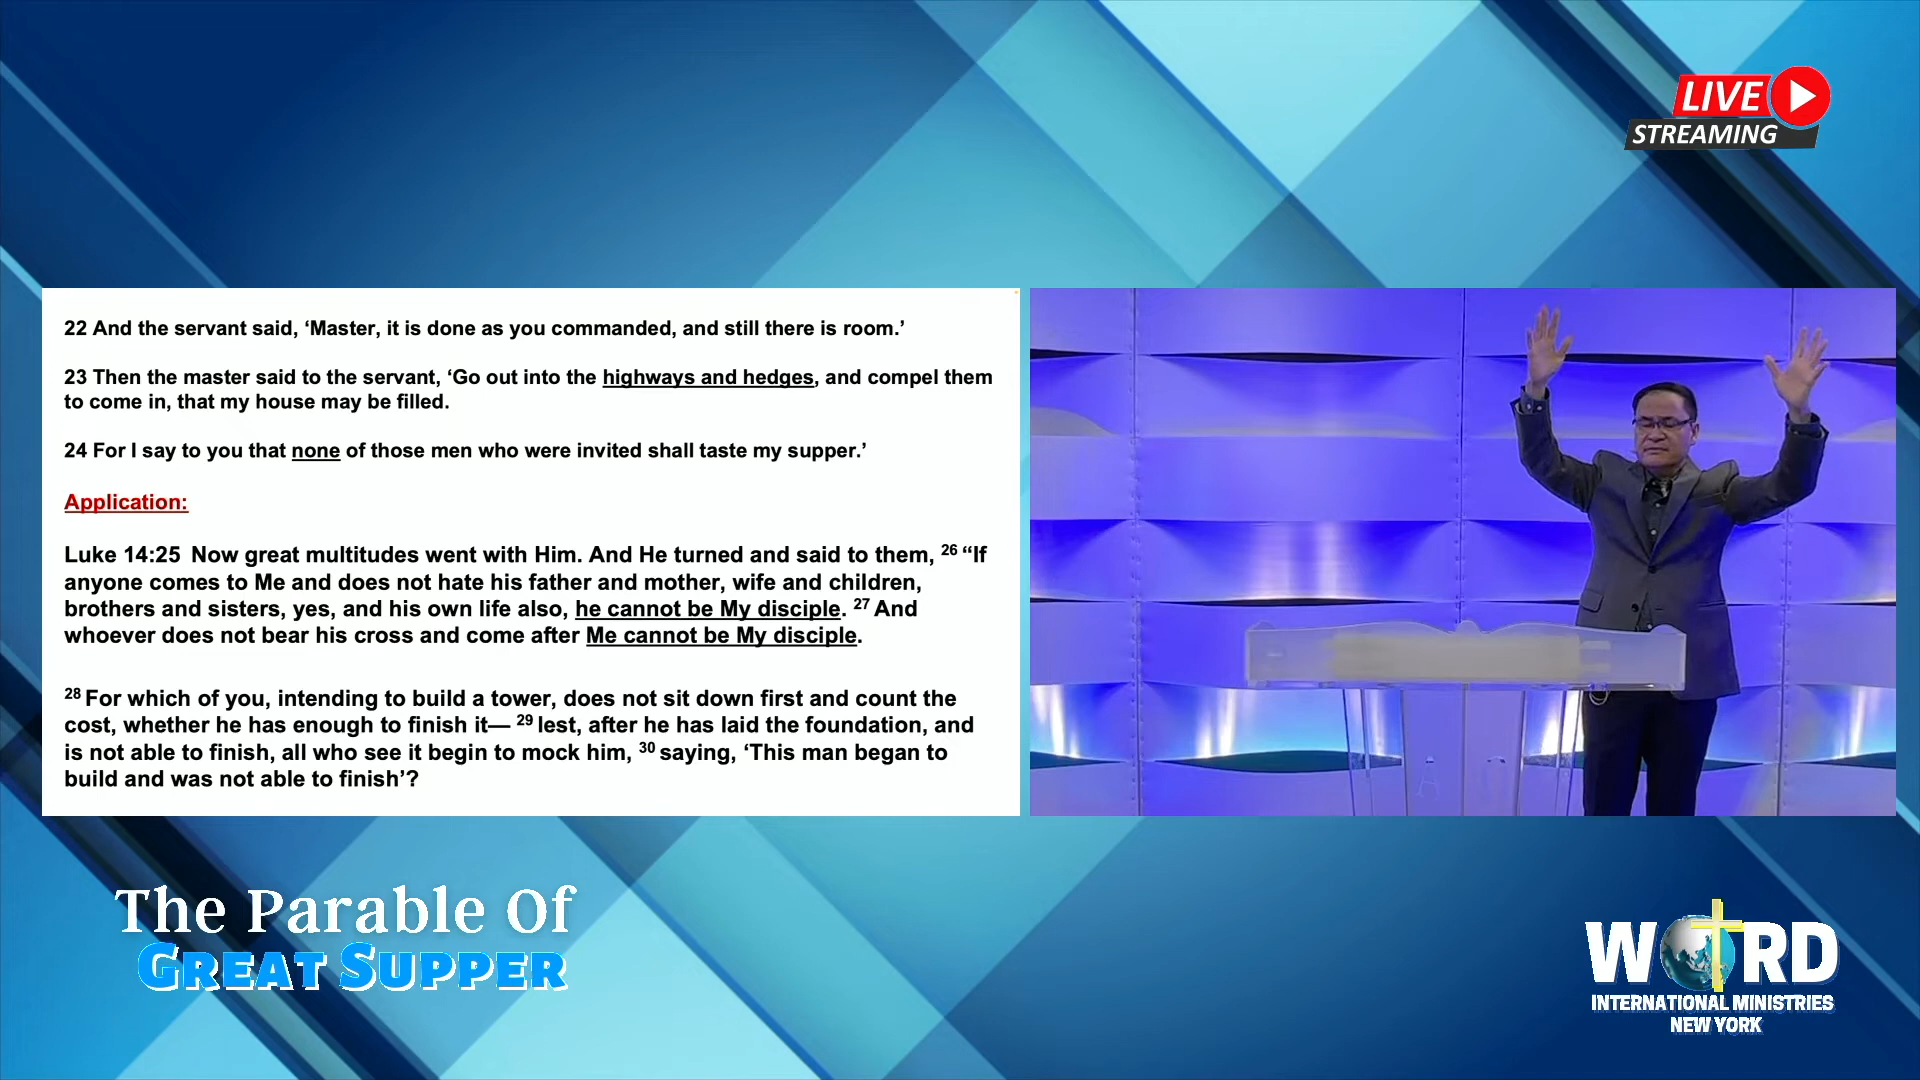 LIVE
STREAMING
22 And the servant said, ‘Master, it is done as you commanded, and still there is room.’
23 Then the master said to the servant, ‘Go out into the highways and hedges, and compel them
to come in, that my house may be filled.
24 For I say to you that none of those men who were invited shall taste my supper.’
Application:
Luke 14:25 Now great multitudes went with Him. And He turned and said to them, 26 “If
anyone comes to Me and does not hate his father and mother, wife and children,
brothers and sisters, yes, and his own life also, he cannot be My disciple. 27 And
whoever does not bear his cross and come after Me cannot be My disciple.
28 For which of you, intending to build a tower, does not sit down first and count the
cost, whether he has enough to finish it— 29 lest, after he has laid the foundation, and
is not able to finish, all who see it begin to mock him, 30 saying, ‘This man began to
build and was not able to finish’?
The Parable Of
GREAT SUPPER
WORD
INTERNATIONAL MINISTRIES
NEW YORK